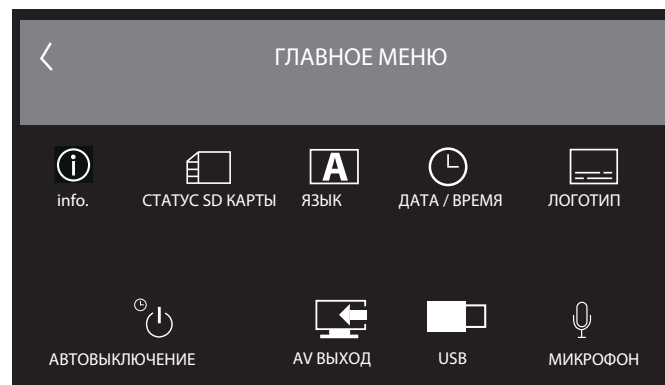 ГЛАВНОЕ МЕНЮ
info. СТАТУС SD КАРТЫ ЯЗЫК ДАТА / ВРЕМЯ ЛОГОТИП
АВТОВЫКЛЮЧЕНИЕ AV ВЫХОД USB МИКРОФОН